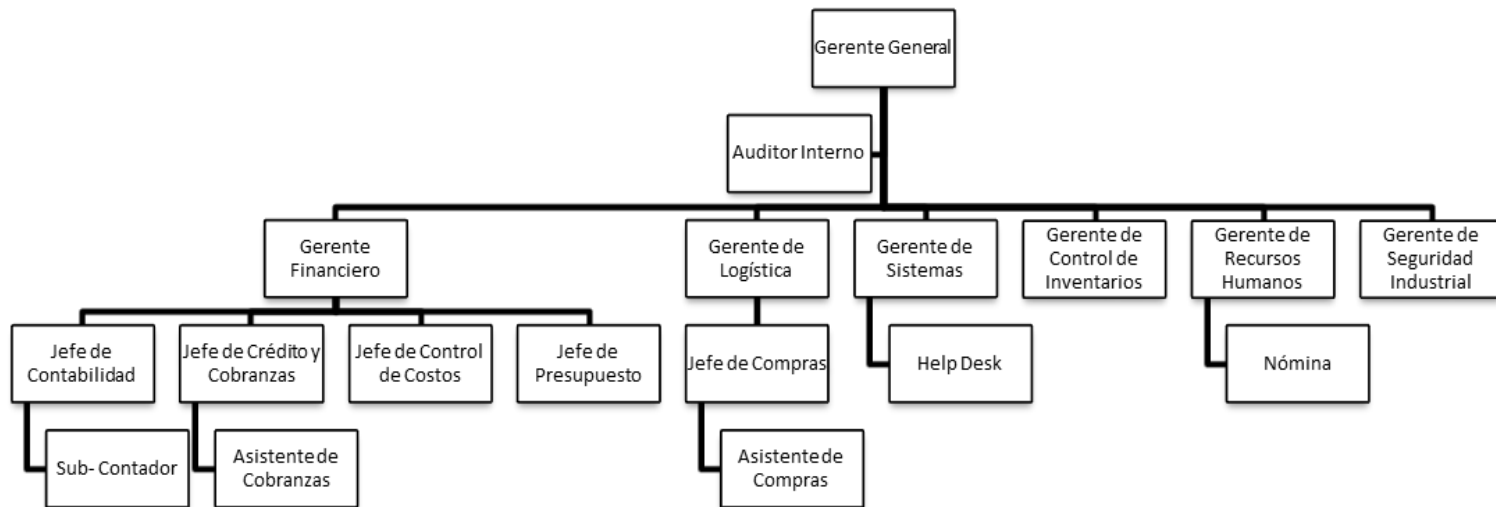 Gerente General
Auditor Interno
Gerente
Financiero
Gerente de
Logística
Gerente de
Sistemas
Gerente de
Control de
Inventarios
Gerente de
Recursos
Humanos
Gerente de
Seguridad
Industrial
Jefe de
Contabilidad
Jefe de Crédito y
Cobranzas
Jefe de Control
de Costos
Jefe de
Presupuesto
Jefe de Compras
Help Desk
Nómina
Sub- Contador
Asistente de
Cobranzas
Asistente de
Compras